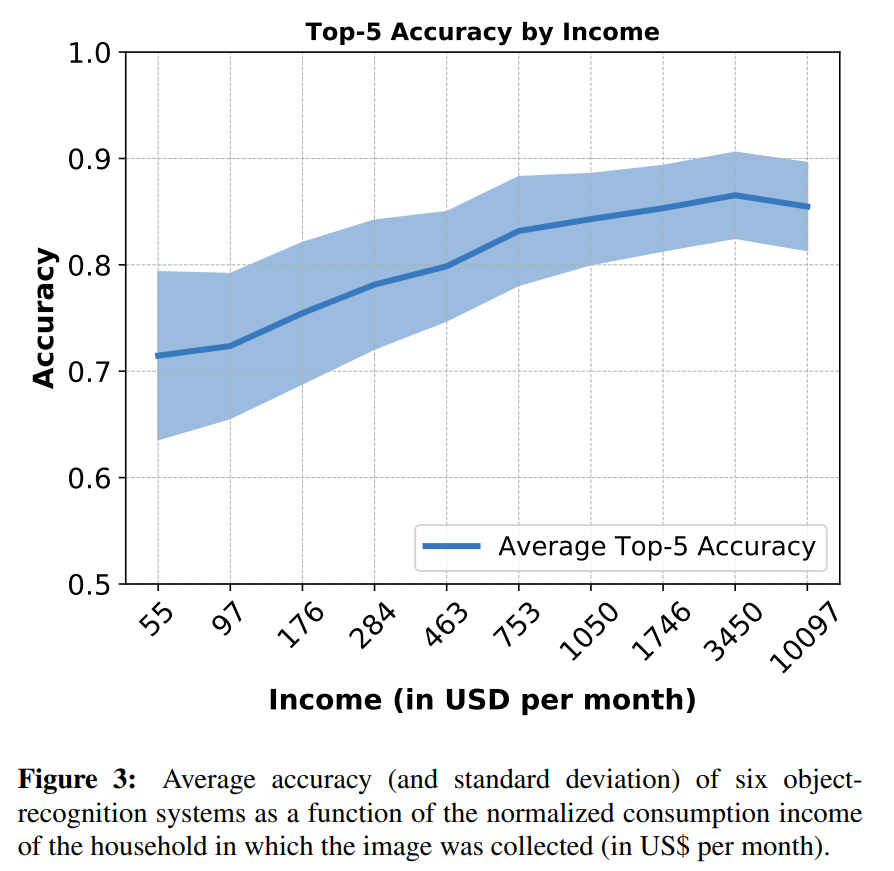 Top-5 Accuracy by Income
1.0
0.9
0.8
0.7
0.6
0.5
Accuracy
Average Top-5 Accuracy
55
97
176
284
463
753
1050
1746
3450
10097
Income (in USD per month)
Figure 3: Average accuracy (and standard deviation) of six object-
recognition systems as a function of the normalized consumption income
of the household in which the image was collected (in US$ per month).